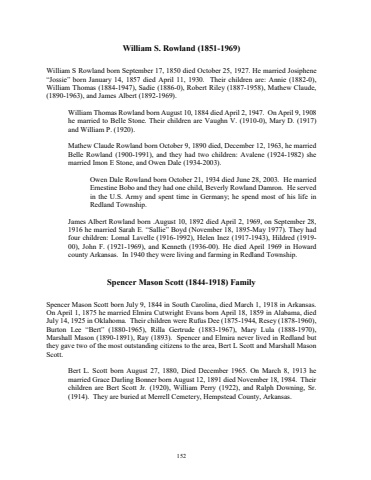 William S. Rowland (1851-1969)
William S Rowland born September 17, 1850 died October 25, 1927. He married Josiphene
"Jossie" born January 14, 1857 died April 11, 1930. Their children are: Annie (1882-0),
William Thomas (1884-1947), Sadie (1886-0), Robert Riley (1887-1958), Mathew Claude,
(1890-1963), and James Albert (1892-1969).
William Thomas Rowland born August 10, 1884 died April 2, 1947. On April 9, 1908
he married to Belle Stone. Their children are Vaughn V. (1910-0), Mary D. (1917)
and William P. (1920).
Mathew Claude Rowland born October 9, 1890 died, December 12, 1963, he married
Belle Rowland (1900-1991), and they had two children: Avalene (1924-1982) she
married Imon E Stone, and Owen Dale (1934-2003).
Owen Dale Rowland born October 21, 1934 died June 28, 2003. He married
Ernestine Bobo and they had one child, Beverly Rowland Damron. He served
in the U.S. Army and spent time in Germany; he spend most of his life in
Redland Township.
James Albert Rowland born .August 10, 1892 died April 2, 1969, on September 28,
1916 he married Sarah E. "Sallie" Boyd (November 18, 1895-May 1977). They had
four children: Lomal Lavelle (1916-1992), Helen Inez (1917-1943), Hildred (1919-
00), John F. (1921-1969), and Kenneth (1936-00). He died April 1969 in Howard
county Arkansas. In 1940 they were living and farming in Redland Township.
Spencer Mason Scott (1844-1918) Family
Spencer Mason Scott born July 9, 1844 in South Carolina, died March 1, 1918 in Arkansas.
On April 1, 1875 he married Elmira Cutwright Evans born April 18, 1859 in Alabama, died
July 14, 1925 in Oklahoma. Their children were Rufus Dee (1875-1944, Resey (1878-1960),
Burton Lee "Bert" (1880-1965), Rilla Gertrude (1883-1967), Mary Lula (1888-1970),
Marshall Mason (1890-1891), Ray (1893). Spencer and Elmira never lived in Redland but
they gave two of the most outstanding citizens to the area, Bert L Scott and Marshall Mason
Scott.
Bert L. Scott born August 27, 1880, Died December 1965. On March 8, 1913 he
married Grace Darling Bonner born August 12, 1891 died November 18, 1984. Their
children are Bert Scott Jr. (1920), William Perry (1922), and Ralph Downing, Sr.
(1914). They are buried at Merrell Cemetery, Hempstead County, Arkansas.
152